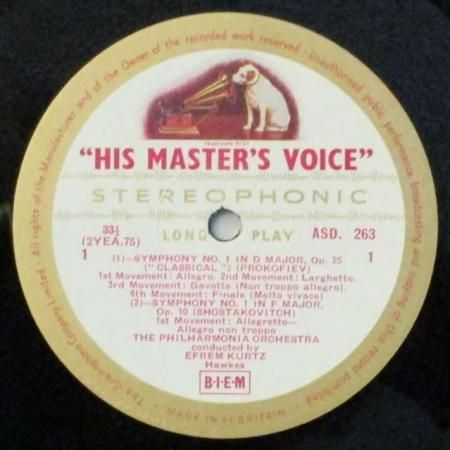 All rights of the Manufacturer and of the Owner of the recorded work reserved · Unauthorised public performance, broadcasting and copying of this record prohibited
"HIS MASTER'S VOICE"
STEREOPHONIC
33⅓
(2YEA.75)
LONG PLAY
ASD. 263
1
1
(1)—SYMPHONY NO. 1 IN D MAJOR, Op. 25
("CLASSICAL") (PROKOFIEV)
1st Movement: Allegro. 2nd Movement: Larghetto.
3rd Movement: Gavotte (Non troppo allegro).
4th Movement: Finale (Molto vivace)
(2)—SYMPHONY NO. 1 IN F MAJOR,
Op. 10 (SHOSTAKOVITCH)
1st Movement: Allegretto—
Allegro non troppo
THE PHILHARMONIA ORCHESTRA
conducted by
EFREM KURTZ
Hawkes
B·I·E·M
The Gramophone Company Limited
MADE IN GT BRITAIN